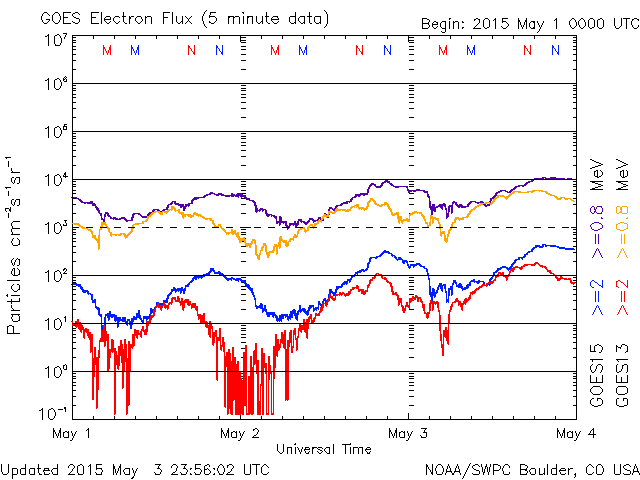 GOES Electron Flux (5 minute data)
Begin: 2015 May 1 0000 UTC
M M N N M M N N M M N N
10⁷
10⁶
10⁵
10⁴
10³
10²
10¹
10⁰
10⁻¹
Particles cm⁻²s⁻¹sr⁻¹
May 1 May 2 May 3 May 4
Universal Time
GOES15 >=2 >=0.8 MeV
GOES13 >=2 >=0.8 MeV
Updated 2015 May 3 23:56:02 UTC
NOAA/SWPC Boulder, CO USA